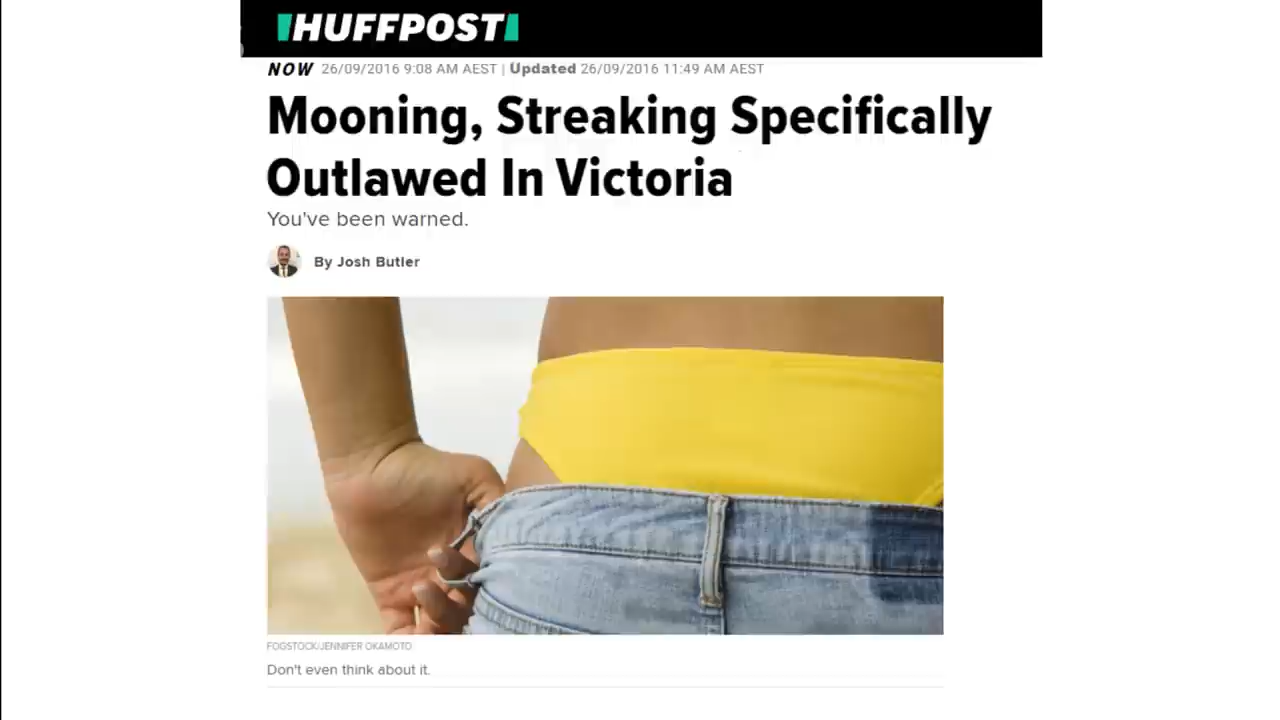 HUFFPOST
NOW 26/09/2016 9:08 AM AEST | Updated 26/09/2016 11:49 AM AEST
Mooning, Streaking Specifically
Outlawed In Victoria
You've been warned.
By Josh Butler
FOGSTOCK/JENNIFER OKAMOTO
Don't even think about it.